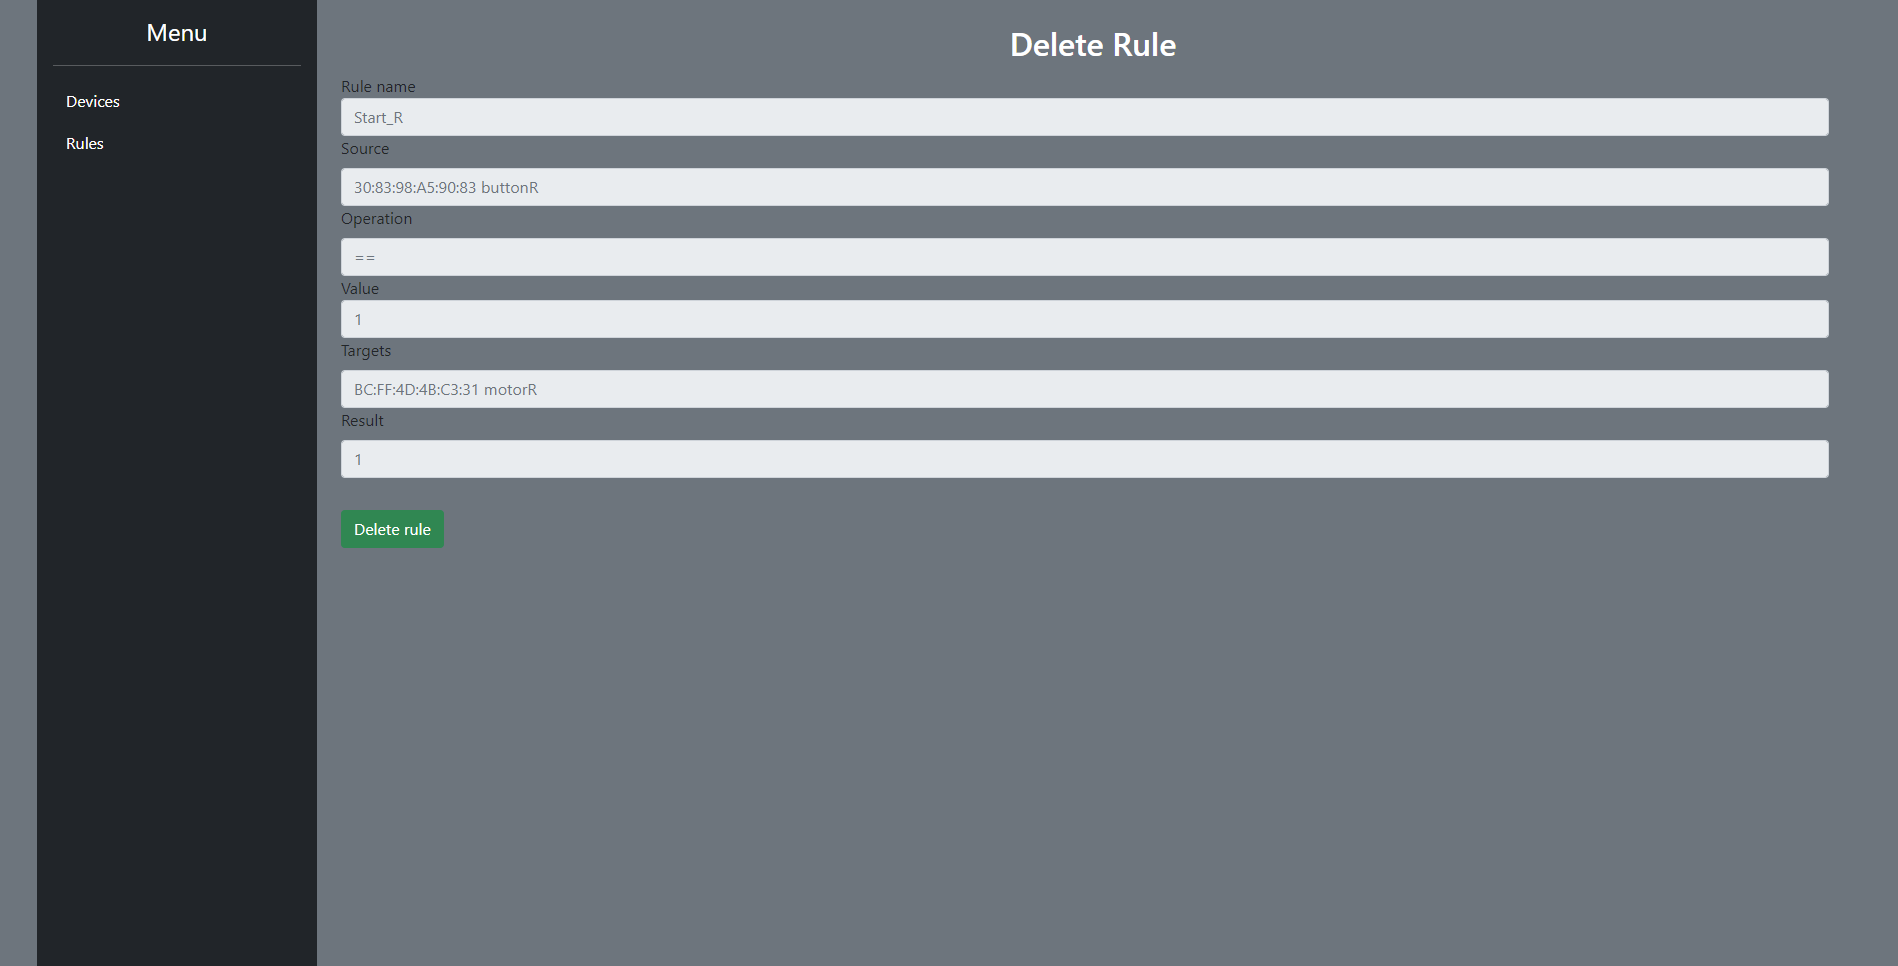 Menu
Devices
Rules
Delete Rule
Rule name
Start_R
Source
30:83:98:A5:90:83 buttonR
Operation
==
Value
1
Targets
BC:FF:4D:4B:C3:31 motorR
Result
1
Delete rule